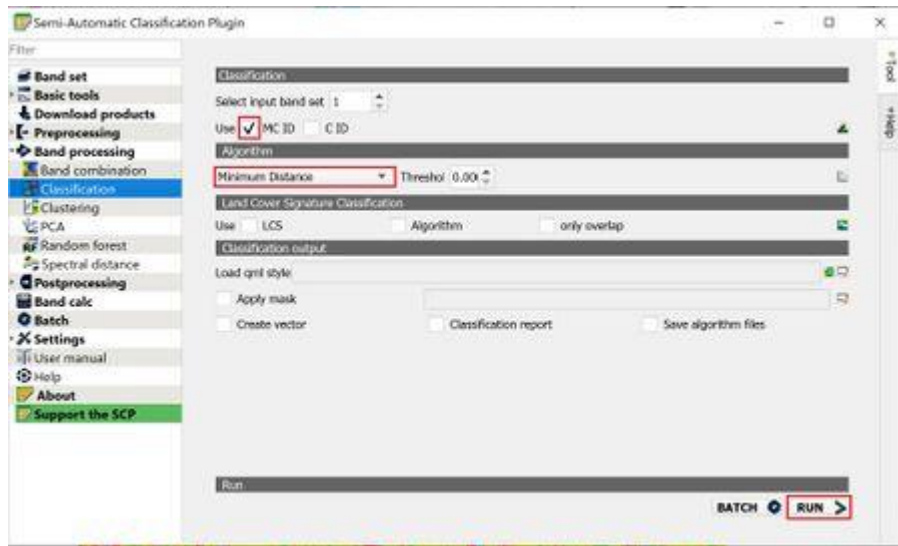 Semi-Automatic Classification Plugin
Filter
Band set
Basic tools
Download products
Preprocessing
Band processing
Band combination
Classification
Clustering
PCA
Random forest
Spectral distance
Postprocessing
Band calc
Batch
Settings
User manual
Help
About
Support the SCP
Classification
Select input band set 1
Use MC ID C ID
Algorithm
Minimum Distance Threshol 0.00
Land Cover Signature Classification
Use LCS Algorithm only overlap
Classification output
Load qml style
Apply mask
Create vector Classification report Save algorithm files
Run
BATCH RUN
Tool
Help